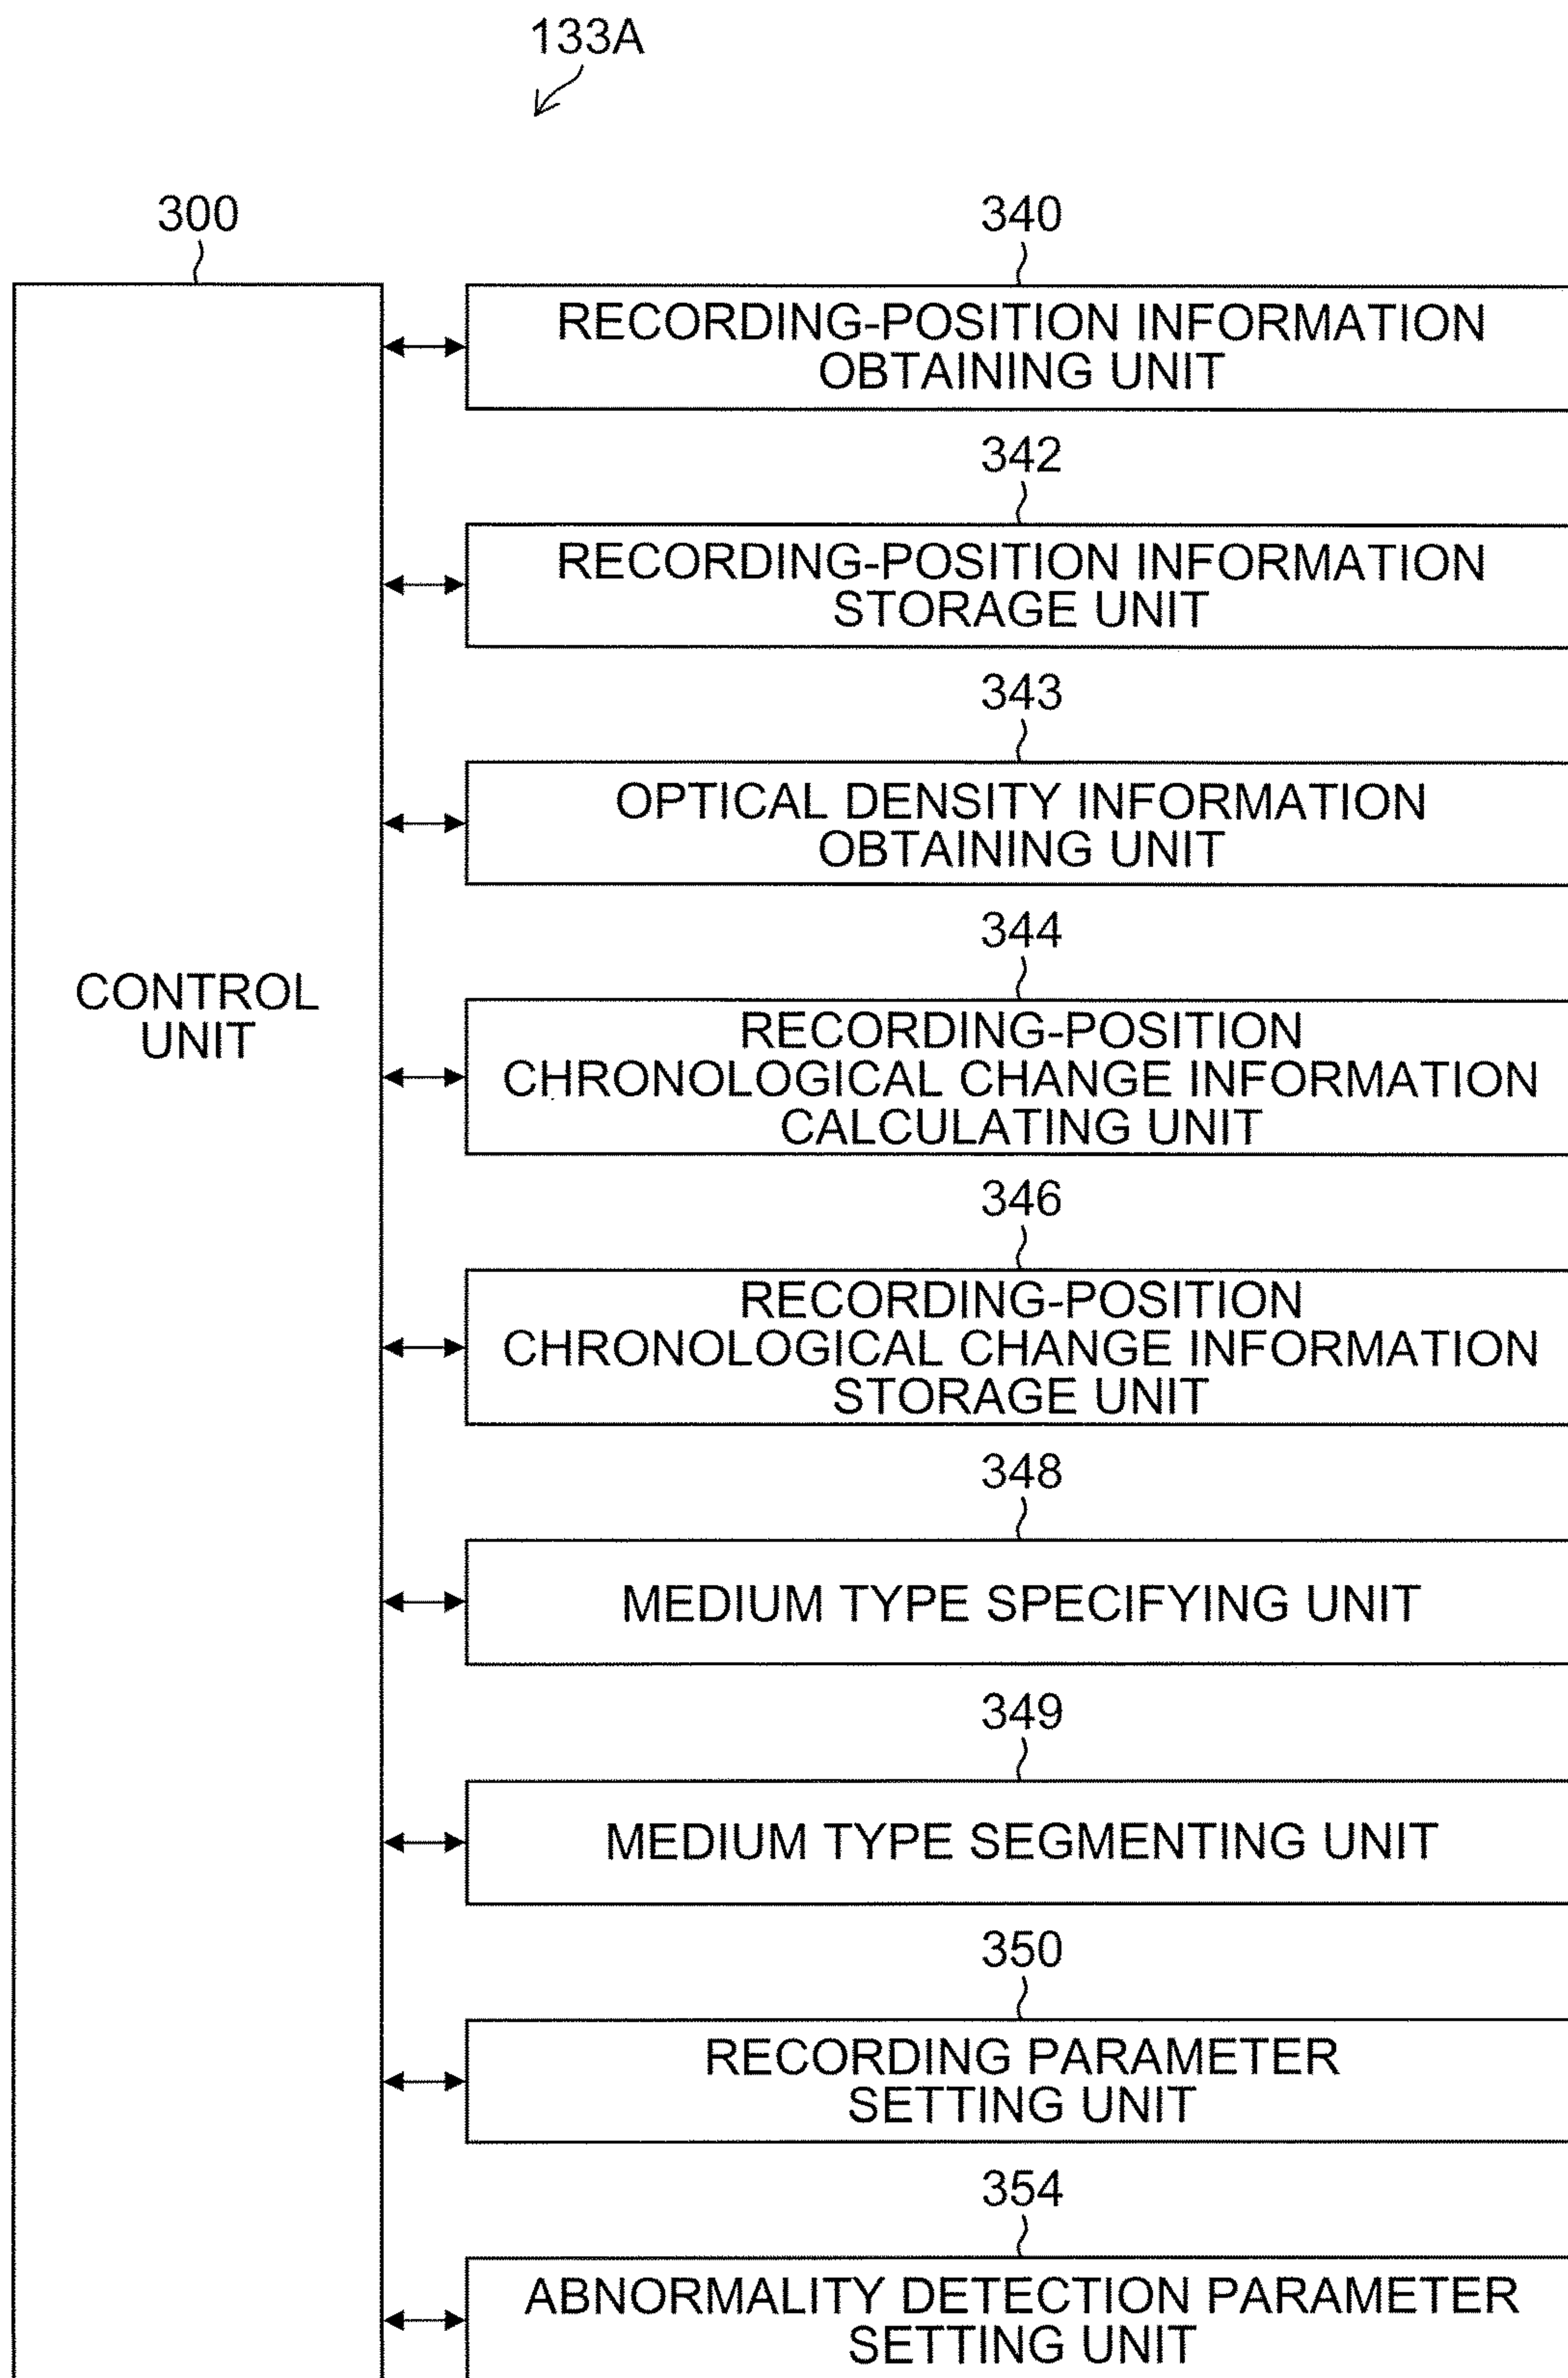 133A
300
340
RECORDING-POSITION INFORMATION
OBTAINING UNIT
342
RECORDING-POSITION INFORMATION
STORAGE UNIT
343
OPTICAL DENSITY INFORMATION
OBTAINING UNIT
344
CONTROL
UNIT
RECORDING-POSITION
CHRONOLOGICAL CHANGE INFORMATION
CALCULATING UNIT
346
RECORDING-POSITION
CHRONOLOGICAL CHANGE INFORMATION
STORAGE UNIT
348
MEDIUM TYPE SPECIFYING UNIT
349
MEDIUM TYPE SEGMENTING UNIT
350
RECORDING PARAMETER
SETTING UNIT
354
ABNORMALITY DETECTION PARAMETER
SETTING UNIT